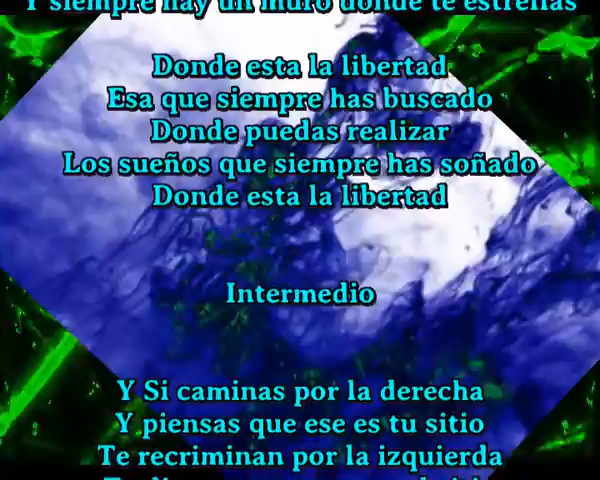 Y siempre hay un muro donde te estrellas
Donde esta la libertad
Esa que siempre has buscado
Donde puedas realizar
Los sueños que siempre has soñado
Donde esta la libertad
Intermedio
Y Si caminas por la derecha
Y piensas que ese es tu sitio
Te recriminan por la izquierda